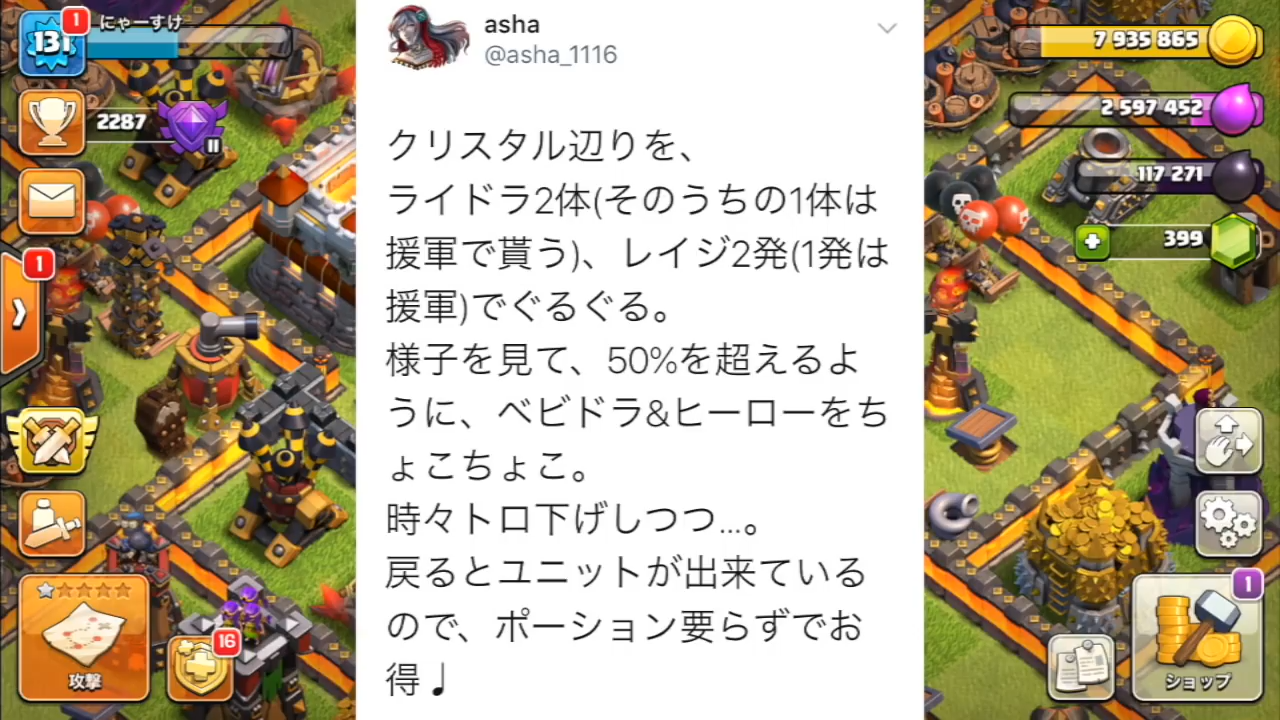 1
131
にゃーすけ
2287
1
asha
@asha_1116
クリスタル辺りを、
ライドラ2体(そのうちの1体は
援軍で貰う)、レイジ2発(1発は
援軍)でぐるぐる。
様子を見て、50%を超えるよ
うに、ベビドラ&ヒーローをち
ょこちょこ。
時々トロ下げしつつ...。
戻るとユニットが出来ている
ので、ポーション要らずでお
得♩
7 935 865
2 597 452
117 271
399
攻撃
16
1
ショップ